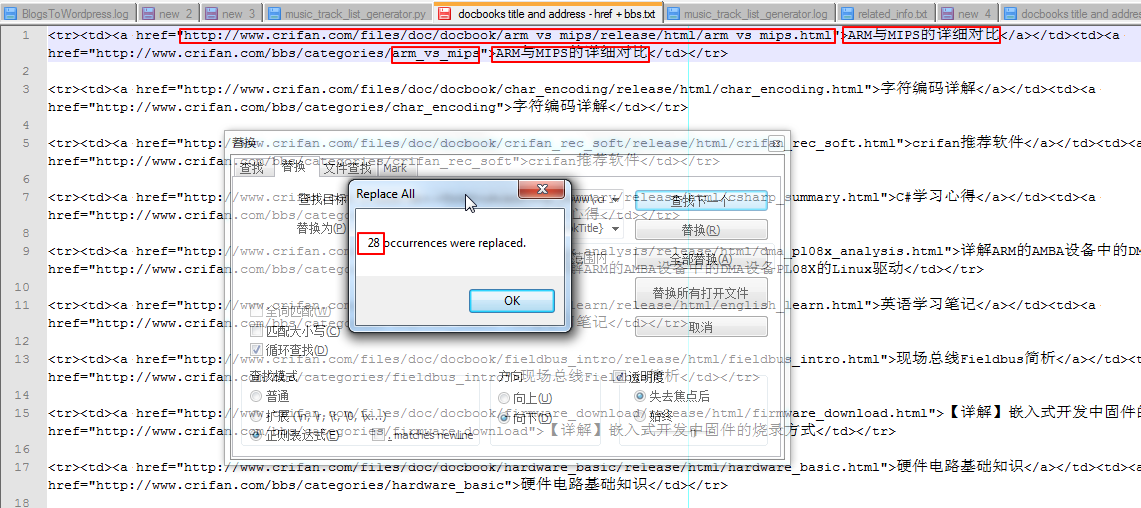 BlogsToWordpress.log new 2 new 3 music_track_list_generator.py docbooks title and address - href + bbs.txt music_track_list_generator.log related_info.txt new 4 docbooks title and addres
1 <tr><td><a href="http://www.crifan.com/files/doc/docbook/arm_vs_mips/release/html/arm_vs_mips.html">ARM与MIPS的详细对比</a></td><td><a
href="http://www.crifan.com/bbs/categories/arm_vs_mips">ARM与MIPS的详细对比</td></tr>
2
3 <tr><td><a href="http://www.crifan.com/files/doc/docbook/char_encoding/release/html/char_encoding.html">字符编码详解</a></td><td><a
href="http://www.crifan.com/bbs/categories/char_encoding">字符编码详解</td></tr>
4
5 <tr><td><a href="http://www.crifan.com/files/doc/docbook/crifan_rec_soft/release/html/crifan_rec_soft.html">crifan推荐软件</a></td><td><a
href="http://www.crifan.com/bbs/categories/crifan_rec_soft">crifan推荐软件</td></tr>
6
7 <tr><td><a href="http://www.crifan.com/files/doc/ /release/html/csharp_summary.html">C#学习心得</a></td><td><a
href="http://www.crifan.com/bbs/categories 心得</a></td></tr>
8
9 <tr><td><a href="http://www.crifan.com/files/doc/ analysis/release/html/dma_pl08x_analysis.html">详解ARM的AMBA设备中的DM
href="http://www.crifan.com/bbs/categories 解ARM的AMBA设备中的DMA设备PL08X的Linux驱动</td></tr>
10
11 <tr><td><a href="http://www.crifan.com/files/doc/ learn/release/html/english_learn.html">英语学习笔记</a></td><td><a
href="http://www.crifan.com/bbs/categories 笔记</td></tr>
12
13 <tr><td><a href="http://www.crifan.com/files/doc/docbook/fieldbus_intro/release/html/fieldbus_intro.html">现场总线Fieldbus简析</a></td><t
href="http://www.crifan.com/bbs/categories/fieldbus_intro">现场总线Fieldbus简析</td></tr>
14
15 <tr><td><a href="http://www.crifan.com/files/doc/docbook/firmware_download/release/html/firmware_download.html">【详解】嵌入式开发中固件的
href="http://www.crifan.com/bbs/categories/firmware_download">【详解】嵌入式开发中固件的烧录方式</td></tr>
16
17 <tr><td><a href="http://www.crifan.com/files/doc/docbook/hardware_basic/release/html/hardware_basic.html">硬件电路基础知识</a></td><td><a
href="http://www.crifan.com/bbs/categories/hardware_basic">硬件电路基础知识</td></tr>
18
替换
查找 替换 文件查找 Mark
查找目标
替换为(P)
查找下一个
替换(R)
全部替换(A)
替换所有打开文件
取消
范围内
全词匹配(W)
匹配大小写(C)
循环查找(D)
查找模式
普通
扩展 (\n, \r, \t, \0, \x...)
正则表达式(E) . matches newline
方向
向上(U)
向下(D)
透明度
失去焦点后
始终
Replace All
28 occurrences were replaced.
OK